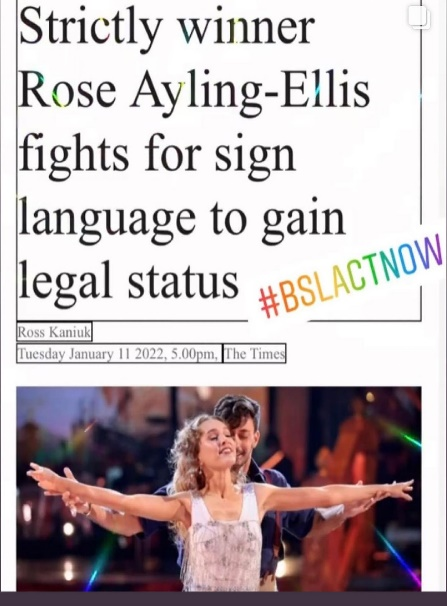 Strictly winner
Rose Ayling-Ellis
fights for sign
language to gain
legal status
#BSLACTNOW
Ross Kaniuk
Tuesday January 11 2022, 5.00pm, The Times